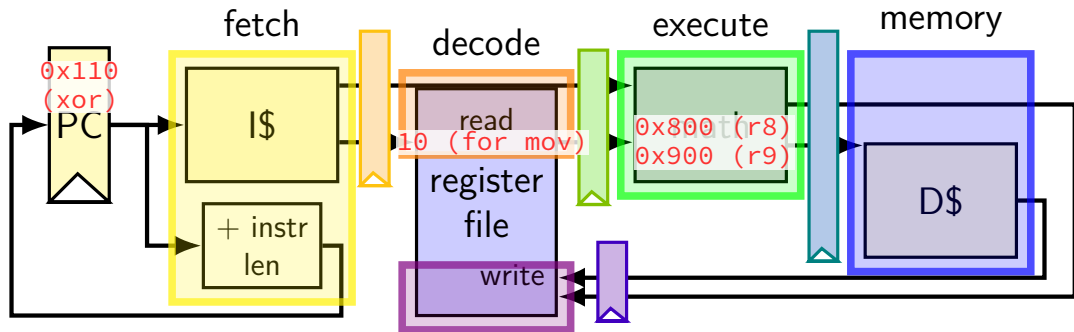 fetch
decode
execute
memory
0x110
(xor)
PC
I$
+ instr
len
read
10 (for mov)
register
file
write
0x800 (r8)
0x900 (r9)
math
D$